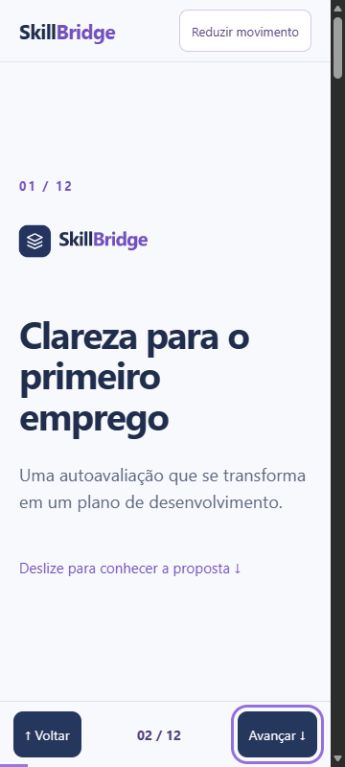 SkillBridge
Reduzir movimento
01 / 12
SkillBridge
Clareza para o
primeiro
emprego
Uma autoavaliação que se transforma
em um plano de desenvolvimento.
Deslize para conhecer a proposta ↓
↑ Voltar
02 / 12
Avançar ↓